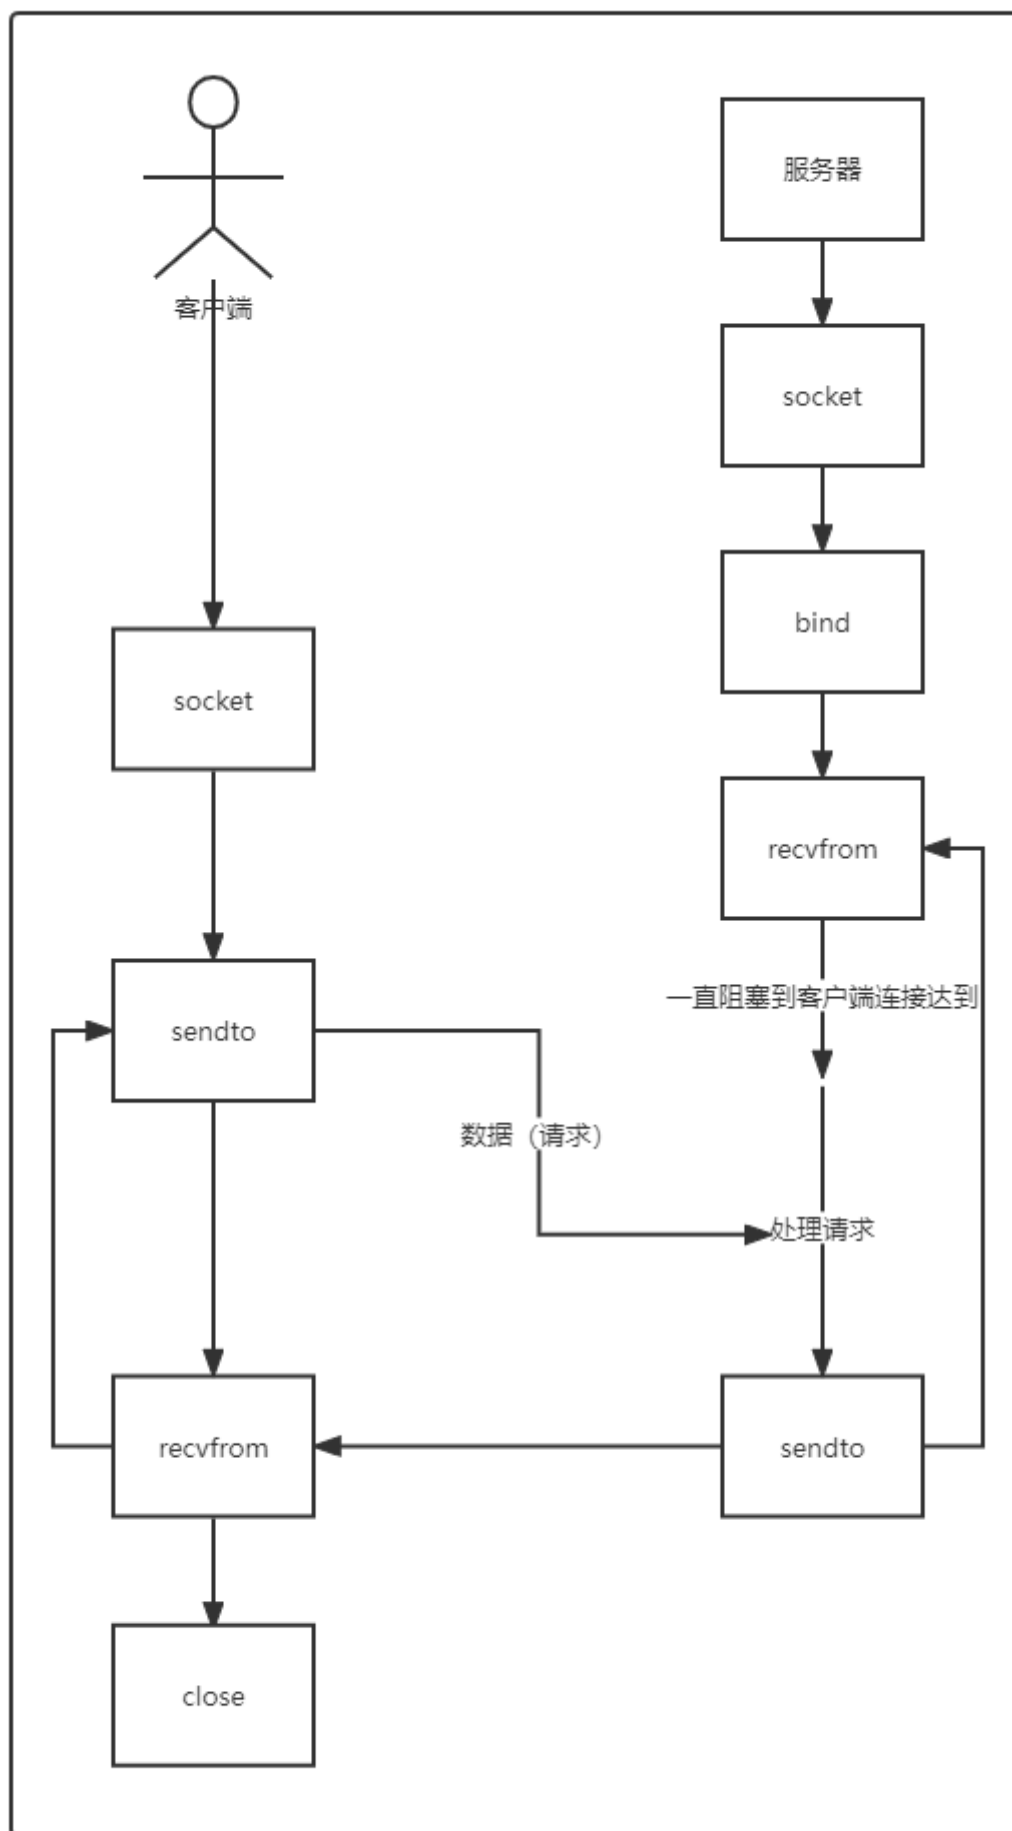 客户端
服务器
socket
bind
socket
recvfrom
一直阻塞到客户端连接达到
sendto
数据（请求）
处理请求
recvfrom
sendto
close